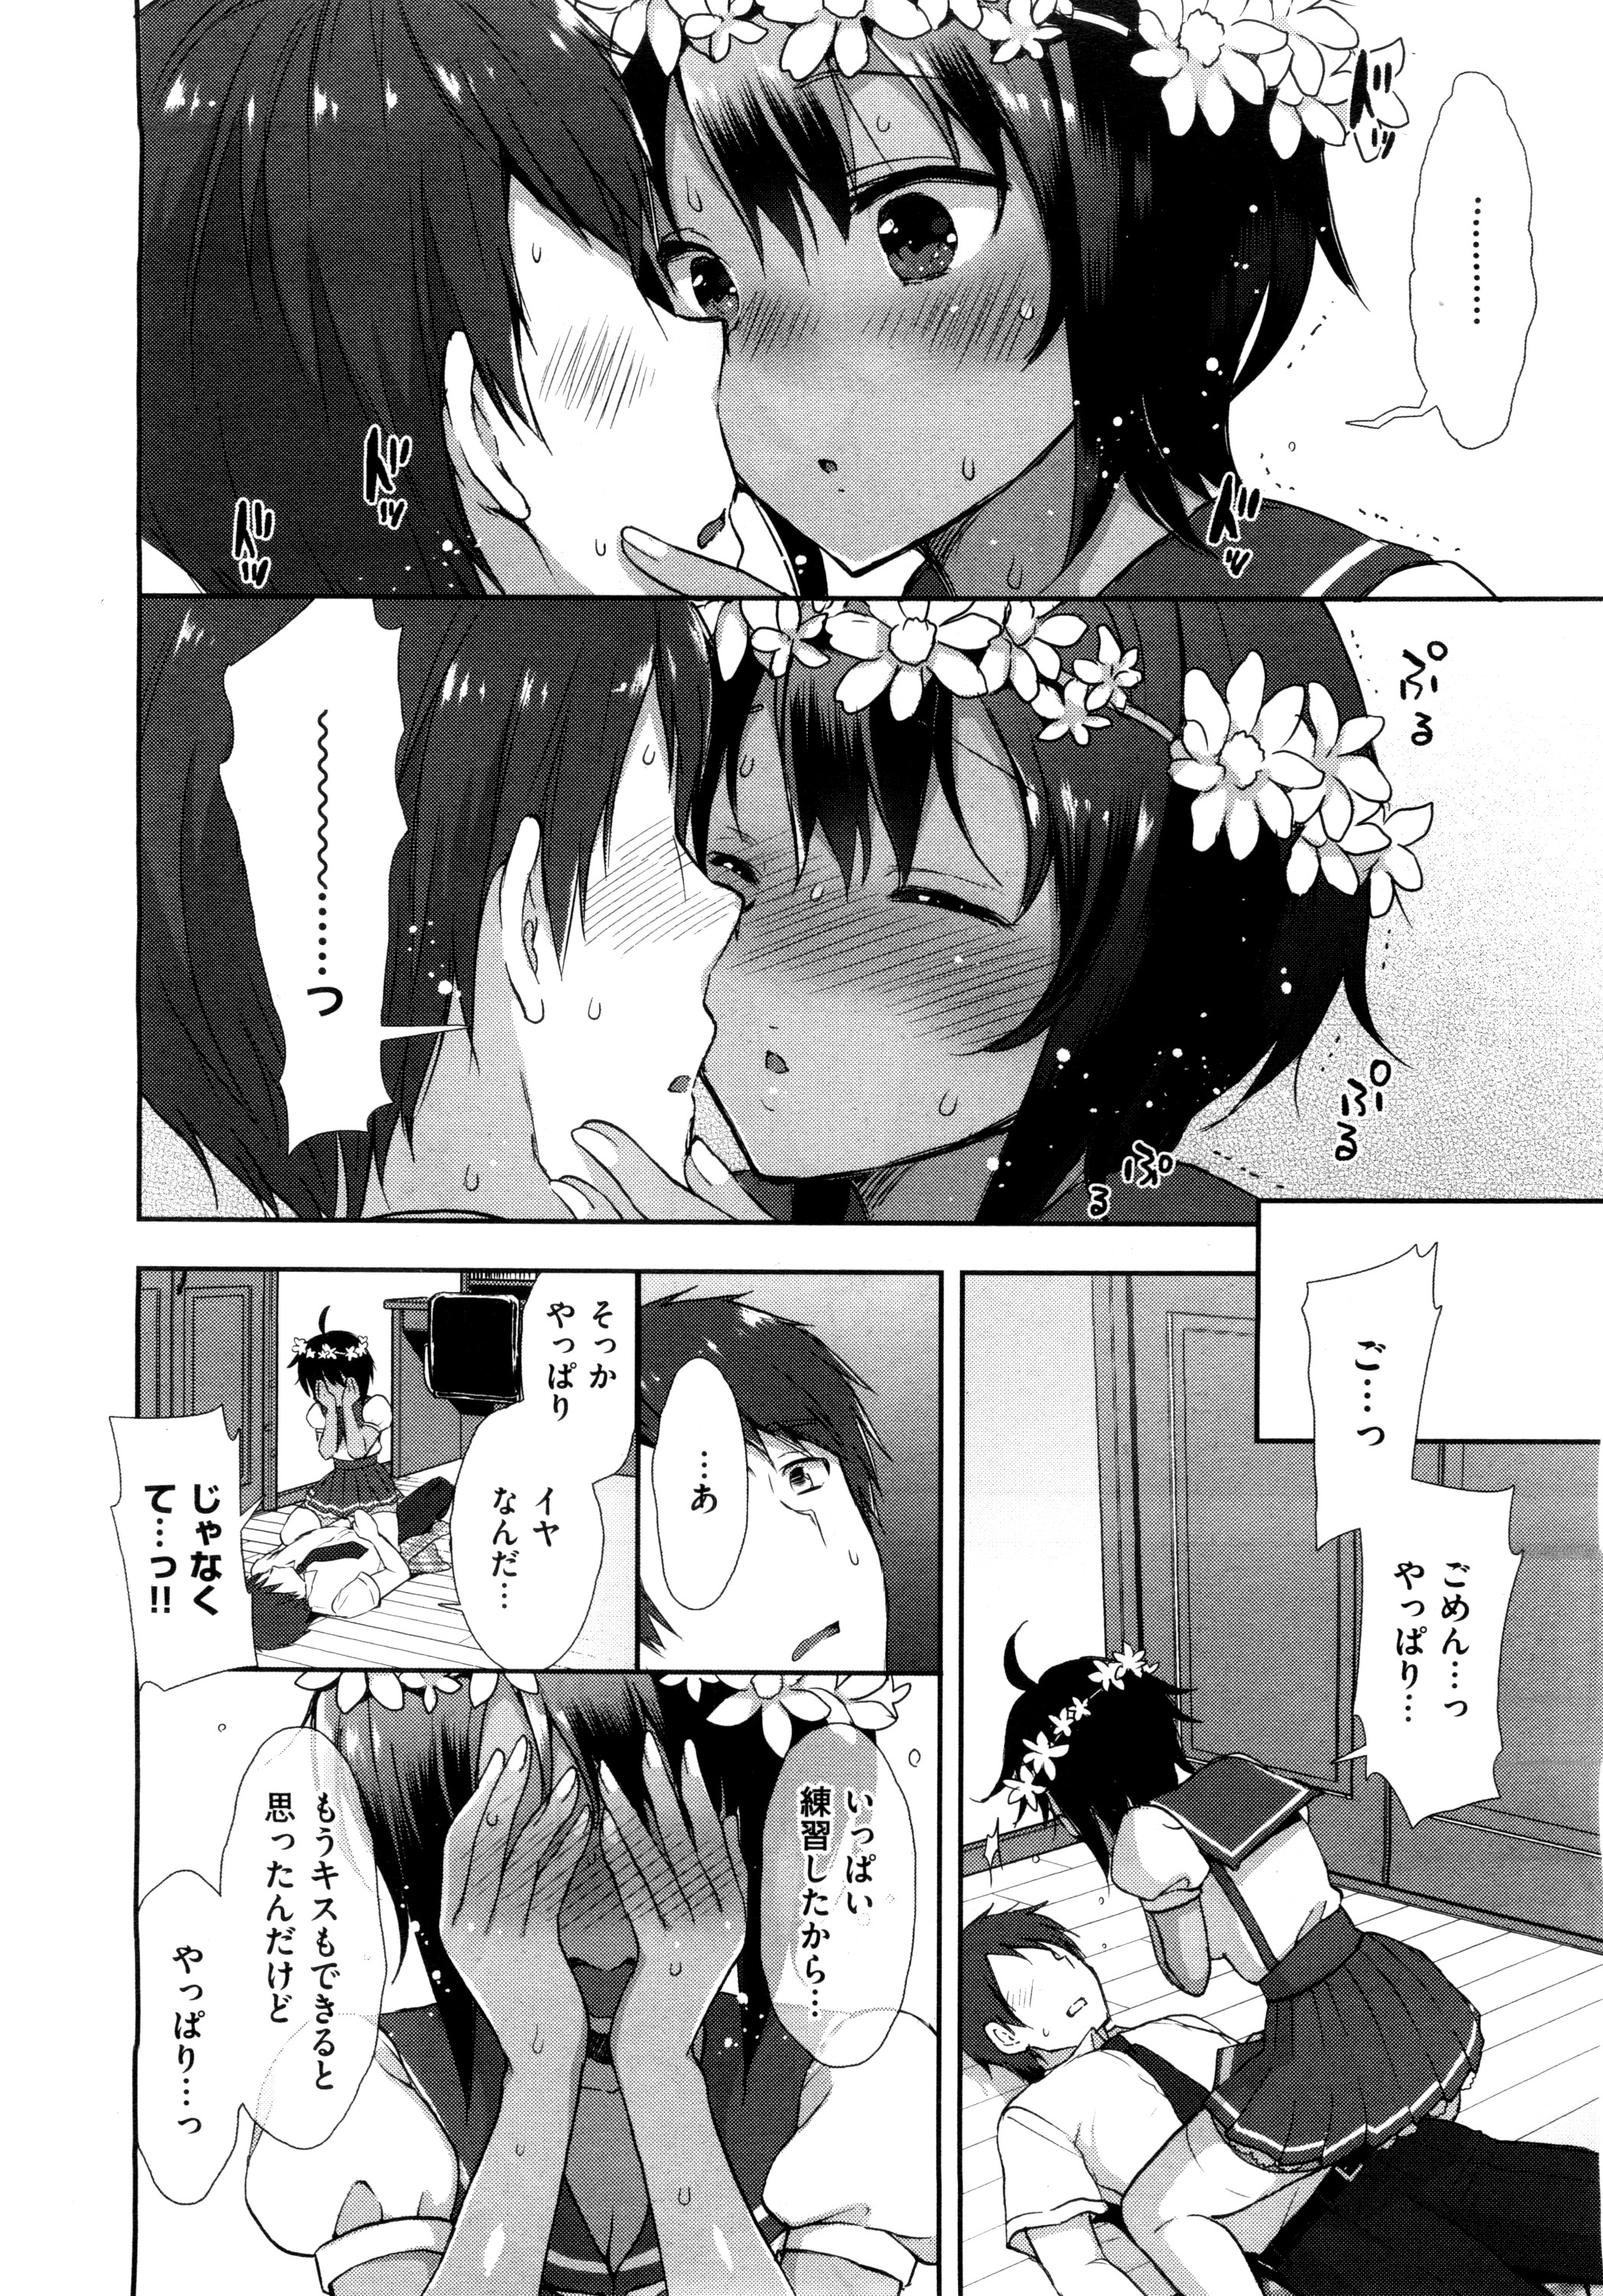 …………
ドッ
ドッ
ドッ
ドッ
～～～～……っ
ぷる
ぷる
ぷる
ご…っ
ごめん…っ
やっぱり…
…あ
そっか
やっぱり
イヤ
なんだ…
じゃなく
て…っ!!
いっぱい
練習したから…
もうキスもできると
思ったんだけど
やっぱり…っ